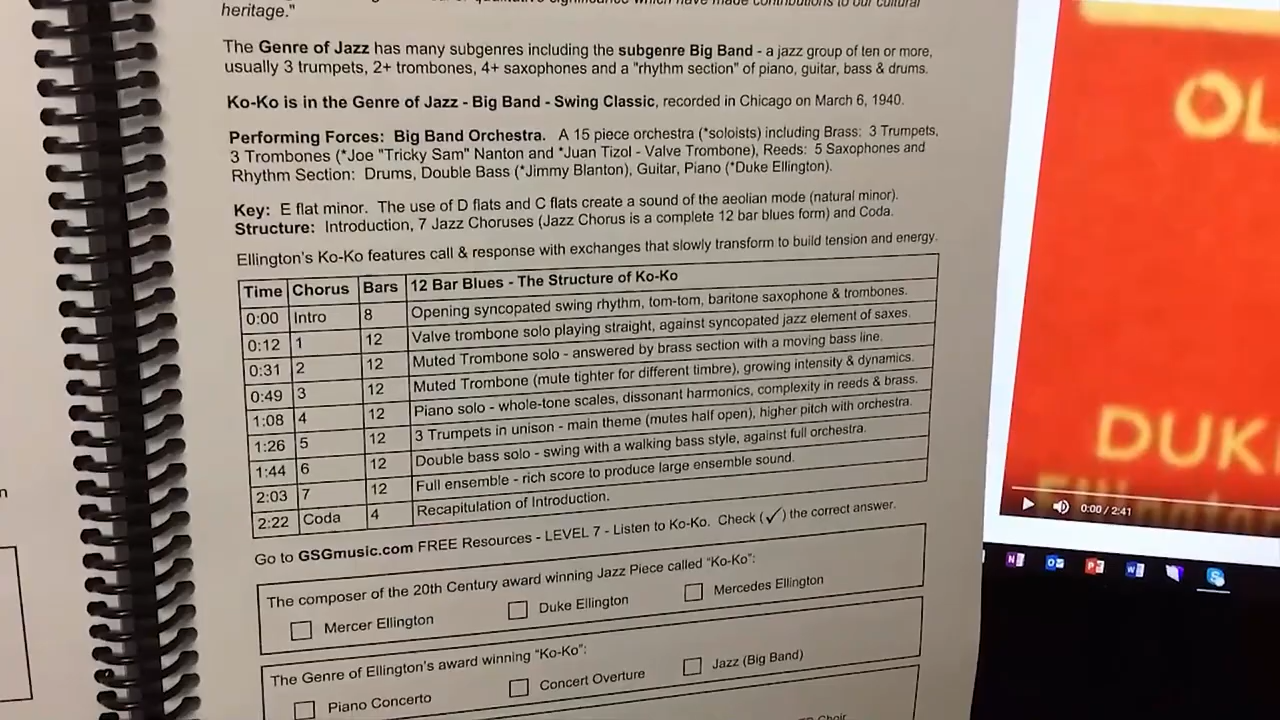 qualitative significance which have made contributions to our cultural
heritage."
The Genre of Jazz has many subgenres including the subgenre Big Band - a jazz group of ten or more,
usually 3 trumpets, 2+ trombones, 4+ saxophones and a "rhythm section" of piano, guitar, bass & drums.
Ko-Ko is in the Genre of Jazz - Big Band - Swing Classic, recorded in Chicago on March 6, 1940.
Performing Forces: Big Band Orchestra. A 15 piece orchestra (*soloists) including Brass: 3 Trumpets,
3 Trombones (*Joe "Tricky Sam" Nanton and *Juan Tizol - Valve Trombone), Reeds: 5 Saxophones and
Rhythm Section: Drums, Double Bass (*Jimmy Blanton), Guitar, Piano (*Duke Ellington).
Key: E flat minor. The use of D flats and C flats create a sound of the aeolian mode (natural minor).
Structure: Introduction, 7 Jazz Choruses (Jazz Chorus is a complete 12 bar blues form) and Coda.
Ellington's Ko-Ko features call & response with exchanges that slowly transform to build tension and energy.
Time Chorus Bars 12 Bar Blues - The Structure of Ko-Ko
0:00 Intro 8 Opening syncopated swing rhythm, tom-tom, baritone saxophone & trombones.
0:12 1 12 Valve trombone solo playing straight, against syncopated jazz element of saxes.
0:31 2 12 Muted Trombone solo - answered by brass section with a moving bass line.
0:49 3 12 Muted Trombone (mute tighter for different timbre), growing intensity & dynamics.
1:08 4 12 Piano solo - whole-tone scales, dissonant harmonics, complexity in reeds & brass.
1:26 5 12 3 Trumpets in unison - main theme (mutes half open), higher pitch with orchestra.
1:44 6 12 Double bass solo - swing with a walking bass style, against full orchestra.
2:03 7 12 Full ensemble - rich score to produce large ensemble sound.
2:22 Coda 4 Recapitulation of Introduction.
Go to GSGmusic.com FREE Resources - LEVEL 7 - Listen to Ko-Ko. Check (✓) the correct answer.
The composer of the 20th Century award winning Jazz Piece called "Ko-Ko":
Mercer Ellington Duke Ellington Mercedes Ellington
The Genre of Ellington's award winning "Ko-Ko":
Piano Concerto Concert Overture Jazz (Big Band)
Choir
n
OL
DUK
0:00 / 2:41